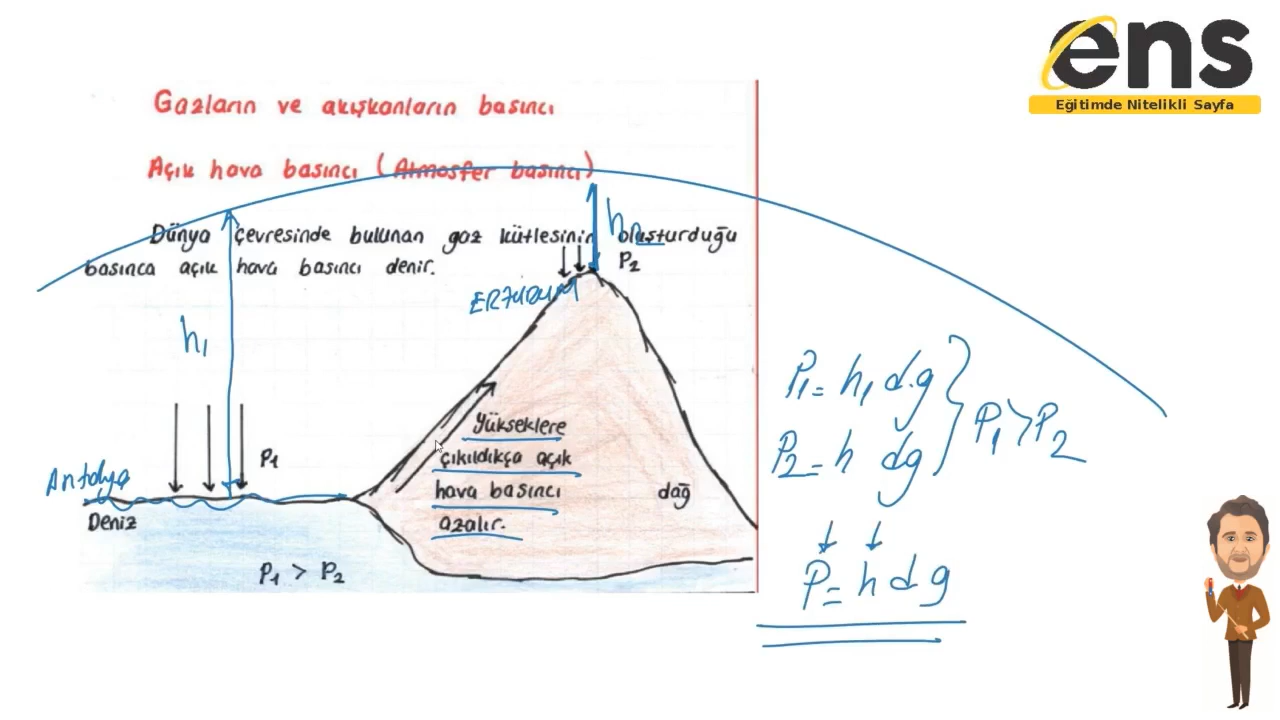 ens
Eğitimde Nitelikli Sayfa
Gazların ve akışkanların basıncı
Açık hava basıncı (Atmosfer basıncı)
Dünya çevresinde bulunan gaz kütlesinin oluşturduğu
basınca açık hava basıncı denir.
h₂
P₂
ERZURUM
h₁
P₁
Antalya
Deniz
Yükseklere
çıkıldıkça açık
hava basıncı
azalır.
dağ
P₁ > P₂
P₁ = h₁ d.g
P₂ = h dg
P₁ > P₂
P = h d g